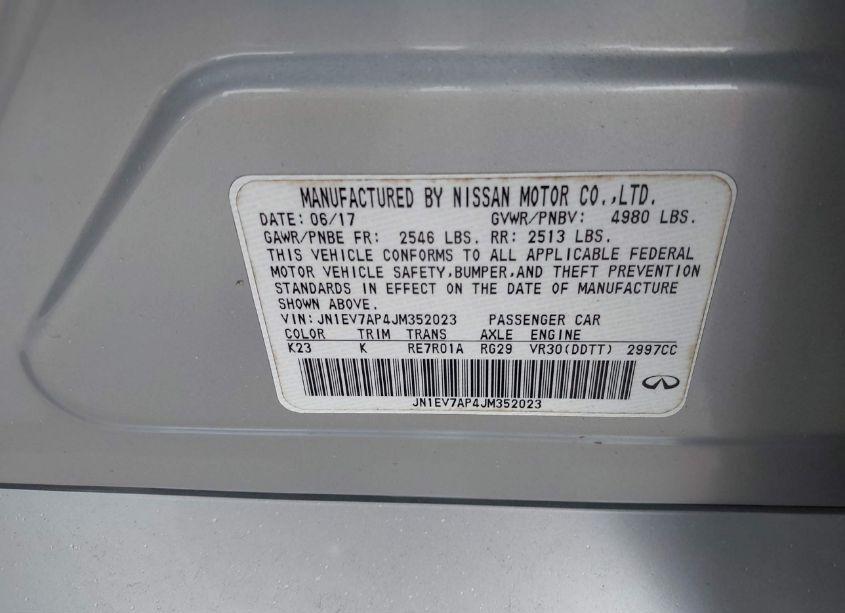 MANUFACTURED BY NISSAN MOTOR CO.,LTD.
DATE: 06/17 GVWR/PNBV: 4980 LBS.
GAWR/PNBE FR: 2546 LBS. RR: 2513 LBS.
THIS VEHICLE CONFORMS TO ALL APPLICABLE FEDERAL
MOTOR VEHICLE SAFETY,BUMPER,AND THEFT PREVENTION
STANDARDS IN EFFECT ON THE DATE OF MANUFACTURE
SHOWN ABOVE.
VIN: JN1EV7AP4JM352023 PASSENGER CAR
COLOR TRIM TRANS AXLE ENGINE
K23 K RE7R01A RG29 VR30(DDTT) 2997CC
JN1EV7AP4JM352023